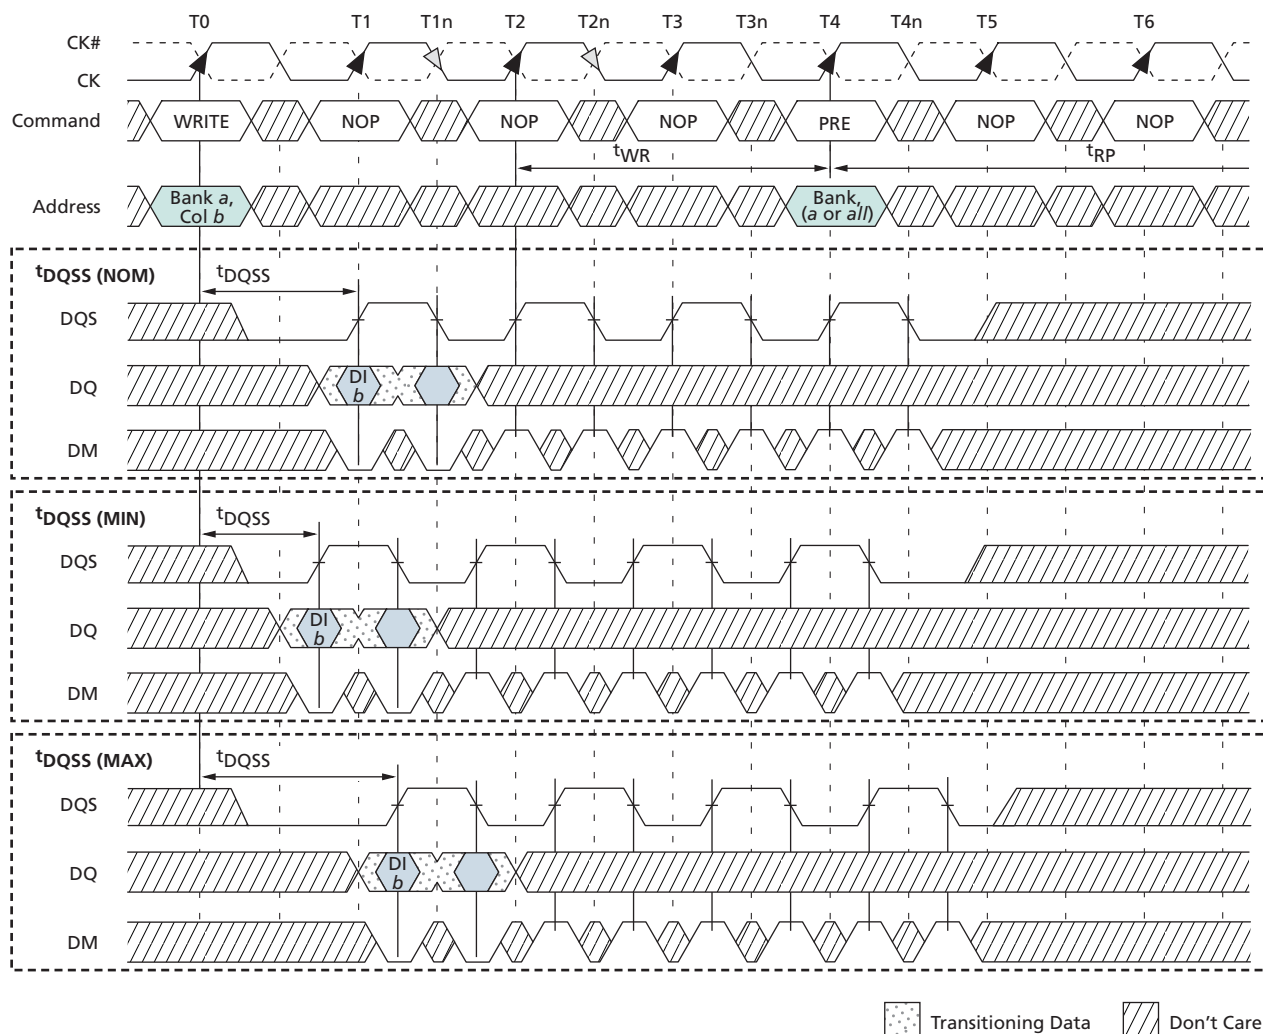 T0 T1 T1n T2 T2n T3 T3n T4 T4n T5 T6
CK#
CK
Command WRITE NOP NOP NOP PRE NOP NOP
tWR tRP
Address Bank a, Col b Bank, (a or all)
tDQSS (NOM) tDQSS
DQS
DQ DI b
DM
tDQSS (MIN) tDQSS
DQS
DQ DI b
DM
tDQSS (MAX) tDQSS
DQS
DQ DI b
DM
Transitioning Data Don't Care